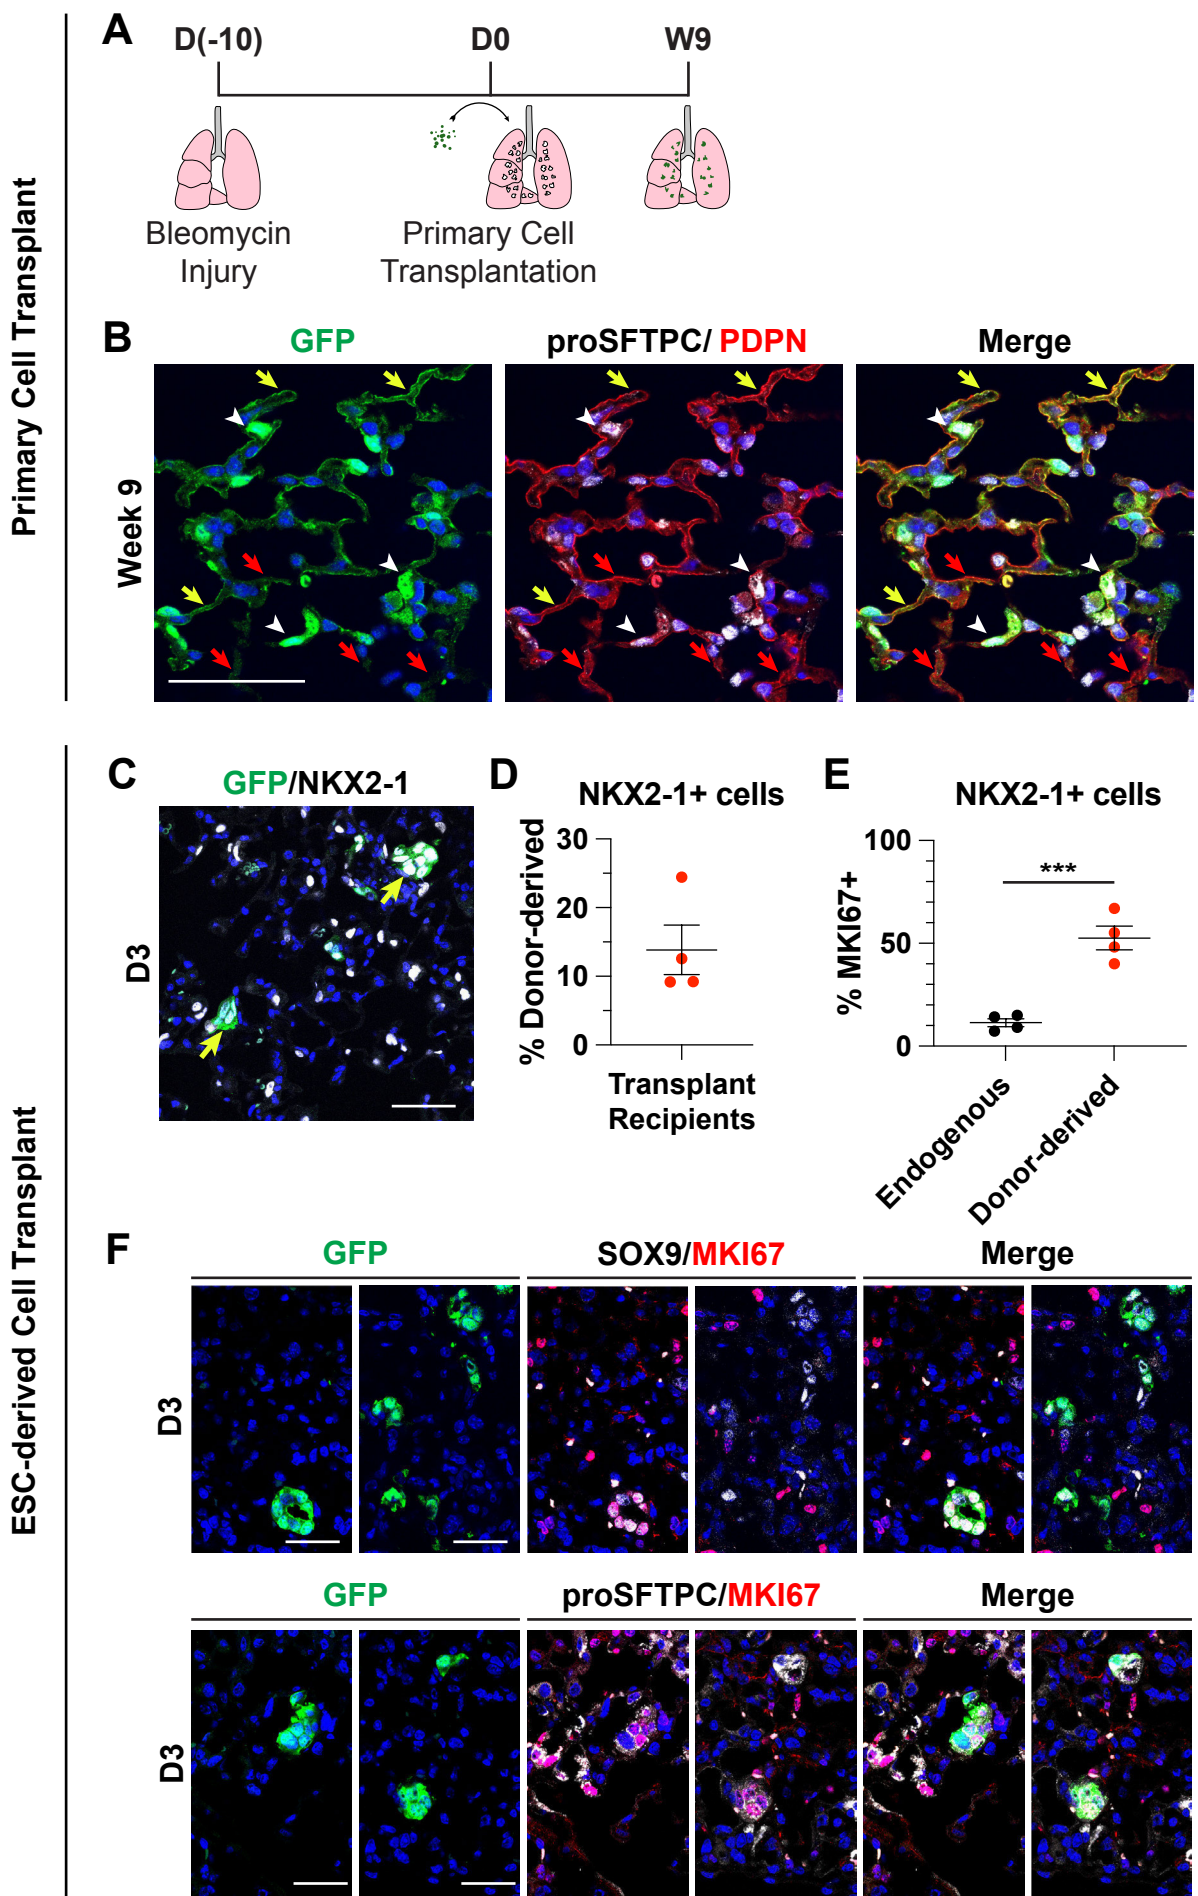 Primary Cell Transplant
A
D(-10)
D0
W9
Bleomycin
Injury
Primary Cell
Transplantation
B
GFP
proSFTPC/ PDPN
Merge
Week 9
ESC-derived Cell Transplant
C
GFP/NKX2-1
D3
D
NKX2-1+ cells
% Donor-derived
30
20
10
0
Transplant
Recipients
E
NKX2-1+ cells
% MKI67+
100
50
0
***
Endogenous
Donor-derived
F
GFP
SOX9/MKI67
Merge
D3
GFP
proSFTPC/MKI67
Merge
D3